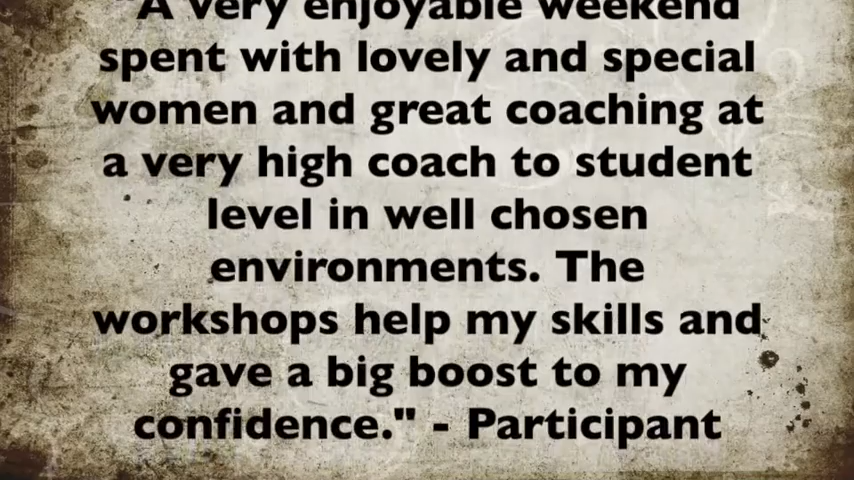 "A very enjoyable weekend
spent with lovely and special
women and great coaching at
a very high coach to student
level in well chosen
environments. The
workshops help my skills and
gave a big boost to my
confidence." - Participant